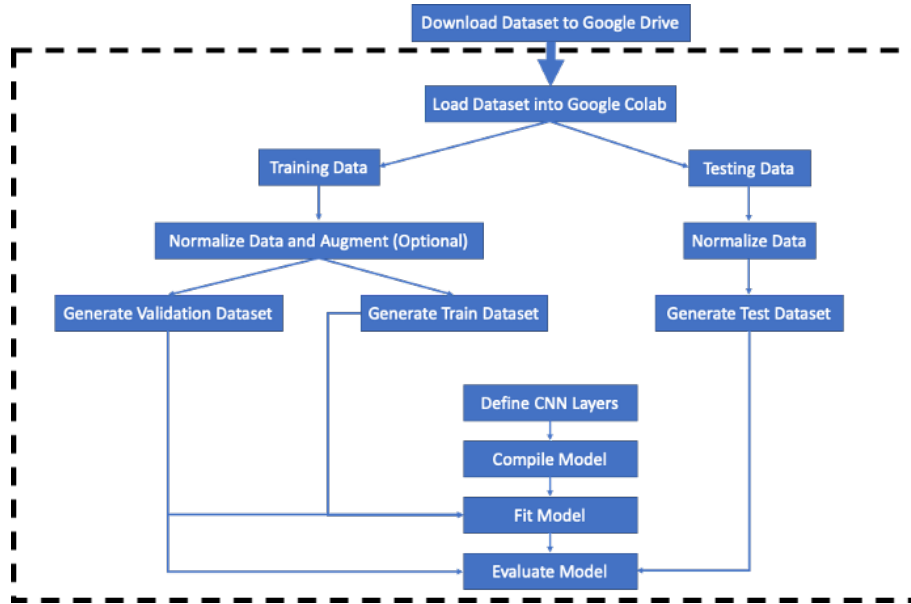 Download Dataset to Google Drive
Load Dataset into Google Colab
Training Data
Testing Data
Normalize Data and Augment (Optional)
Normalize Data
Generate Validation Dataset
Generate Train Dataset
Generate Test Dataset
Define CNN Layers
Compile Model
Fit Model
Evaluate Model